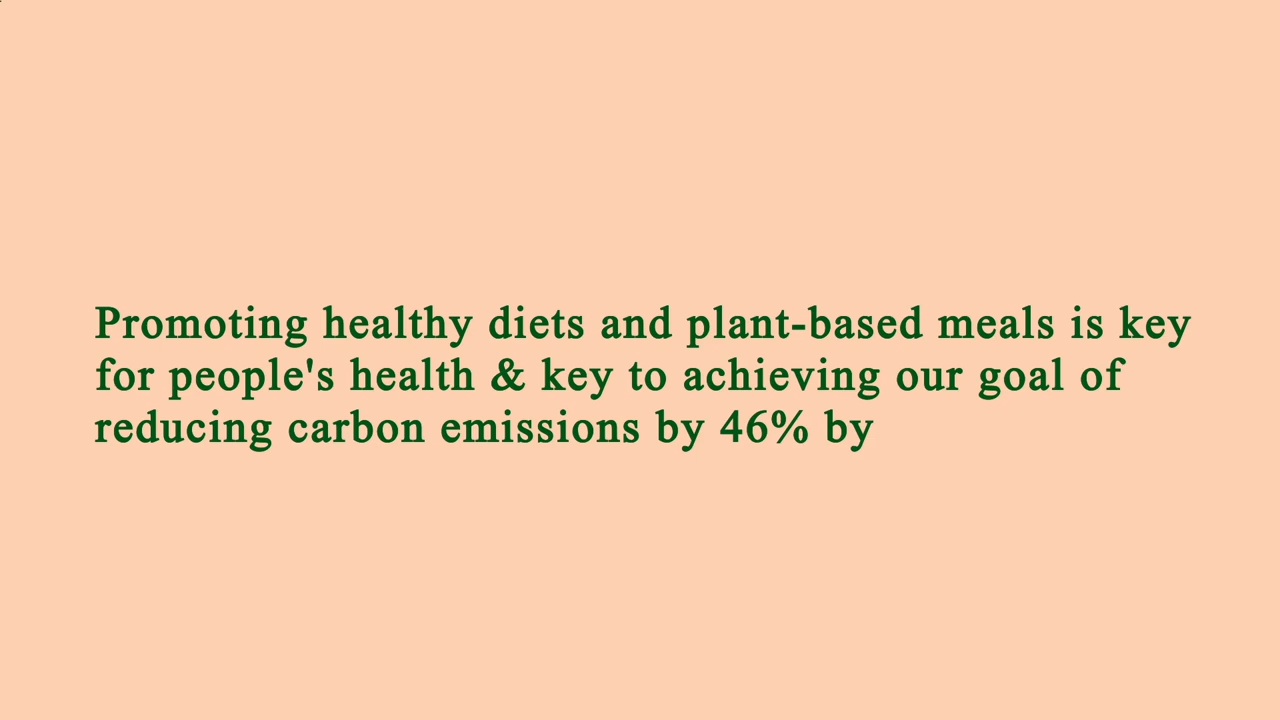 Promoting healthy diets and plant-based meals is key
for people's health & key to achieving our goal of
reducing carbon emissions by 46% by